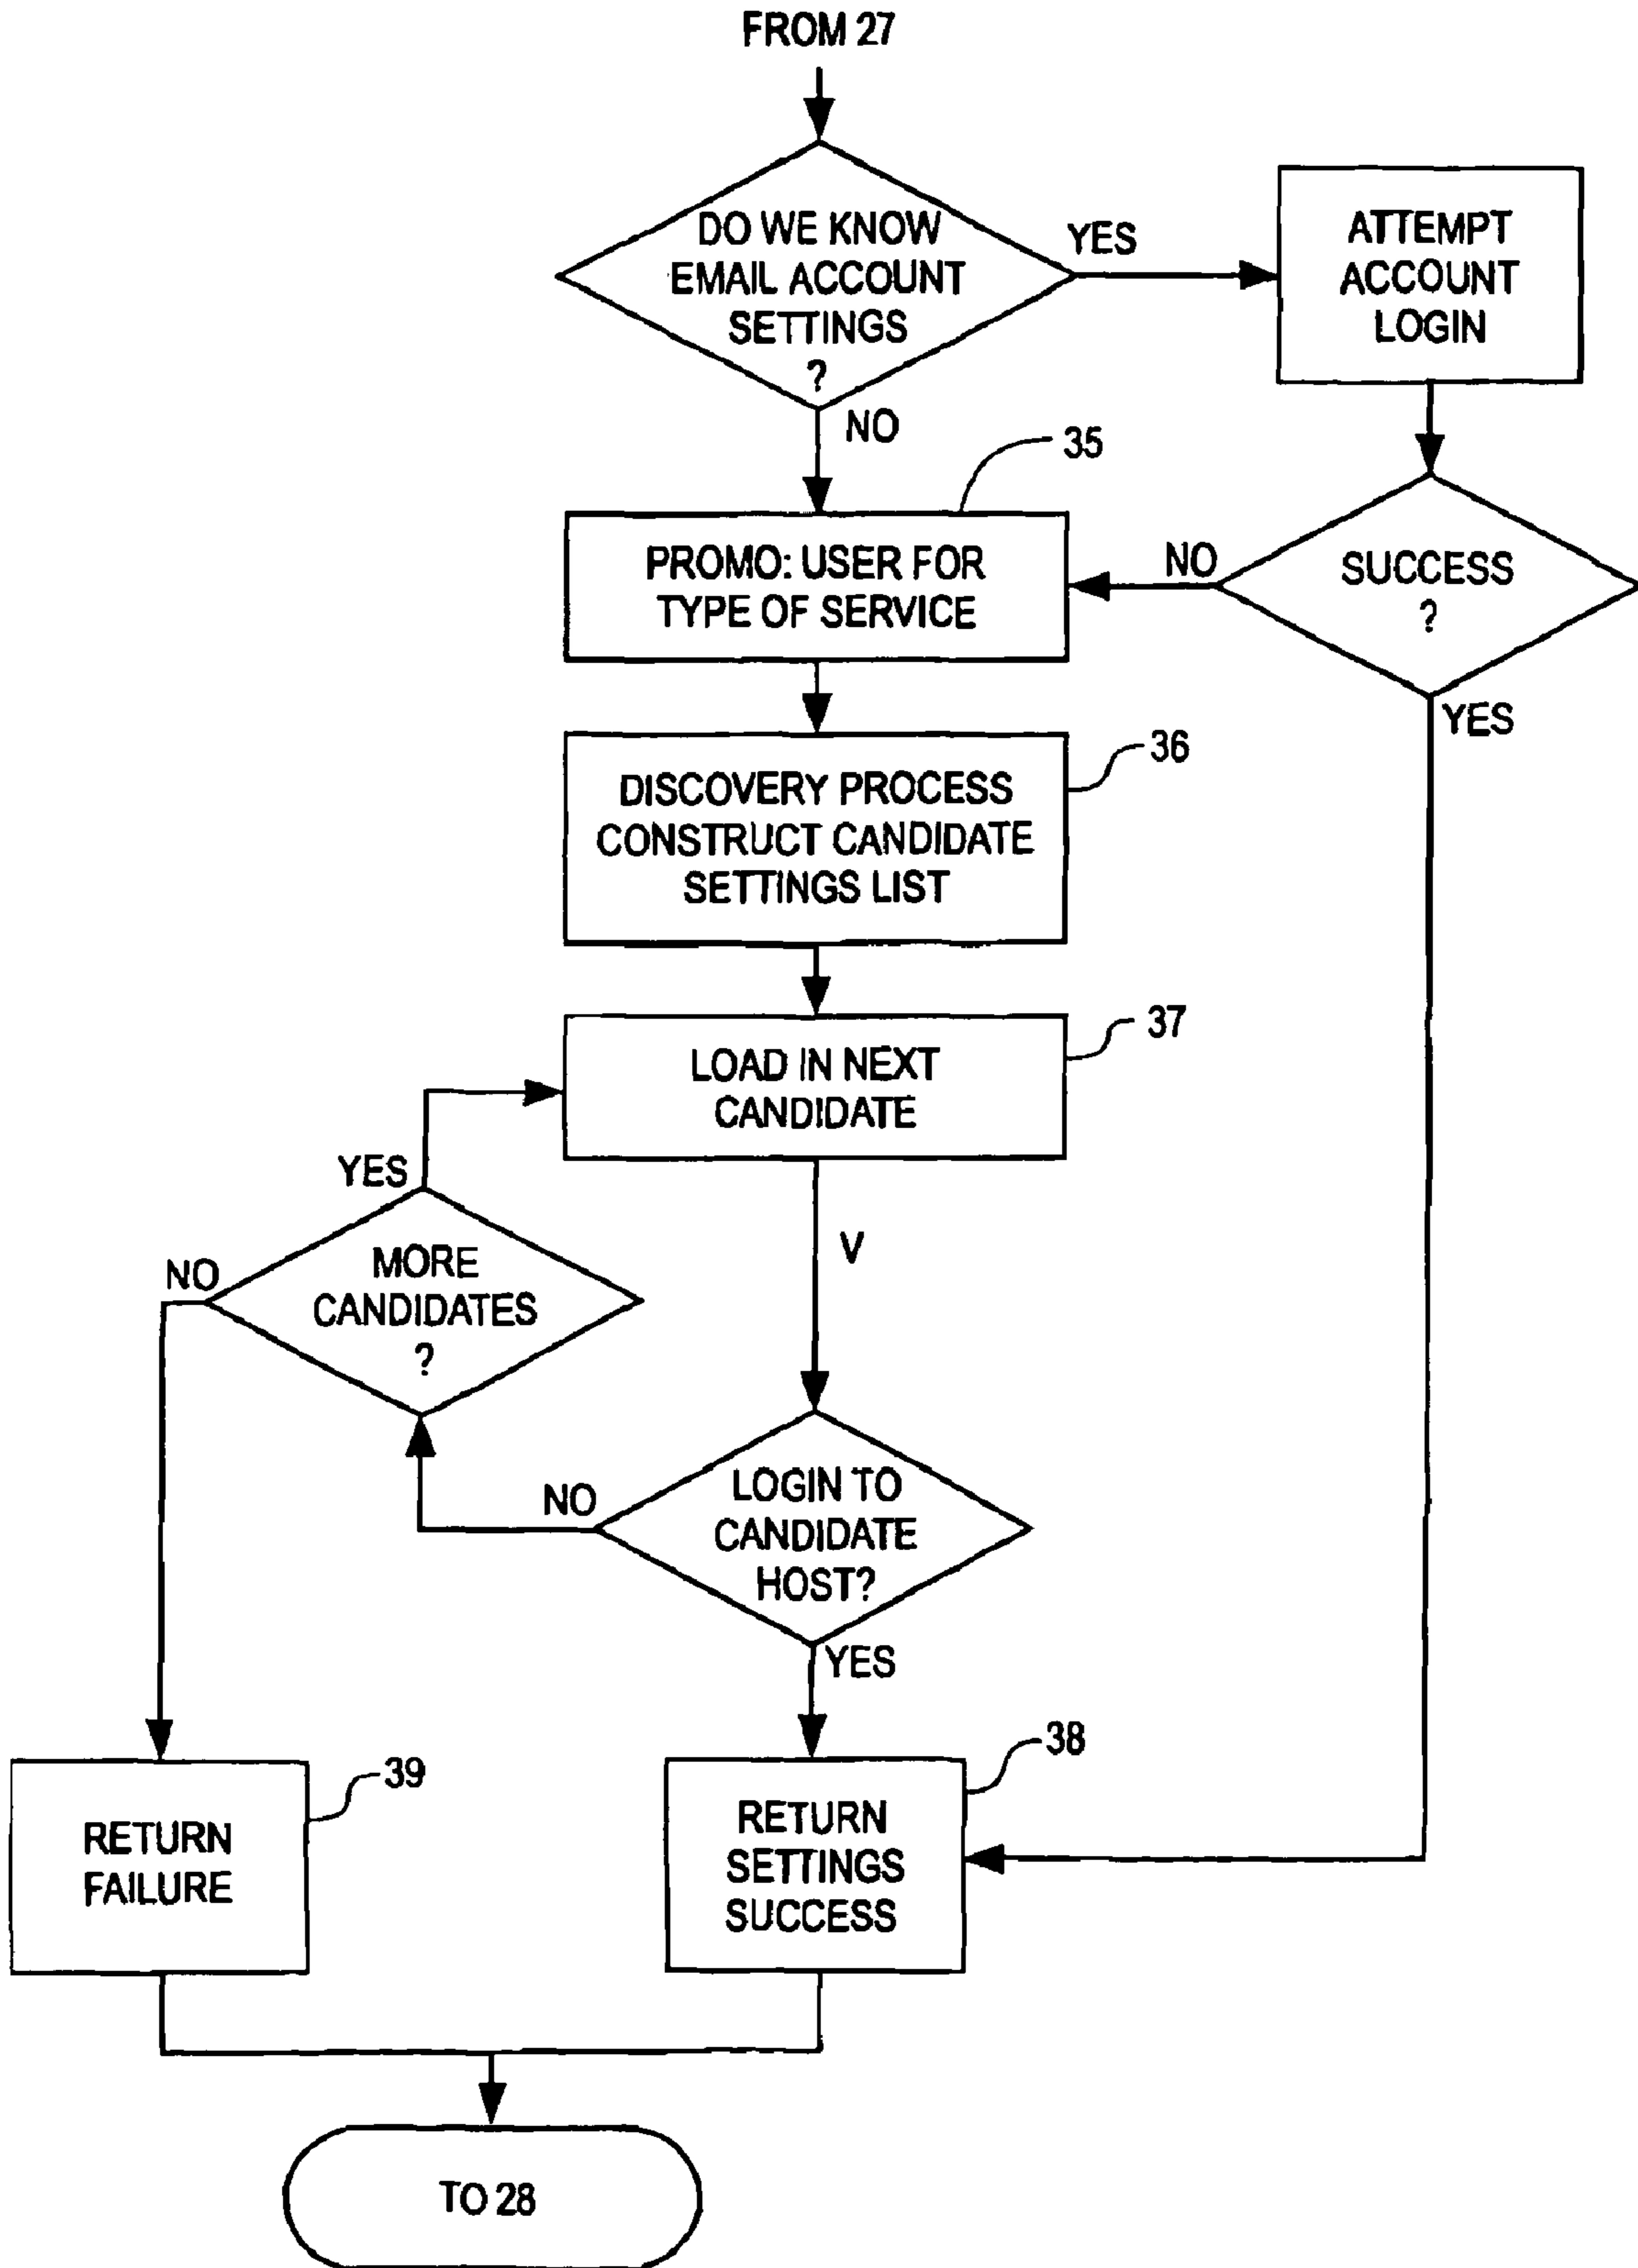 FROM 27
DO WE KNOW
EMAIL ACCOUNT
SETTINGS
?
YES
ATTEMPT
ACCOUNT
LOGIN
NO
35
PROMO: USER FOR
TYPE OF SERVICE
NO
SUCCESS
?
YES
36
DISCOVERY PROCESS
CONSTRUCT CANDIDATE
SETTINGS LIST
37
LOAD IN NEXT
CANDIDATE
YES
MORE
CANDIDATES
?
NO
V
LOGIN TO
CANDIDATE
HOST?
NO
YES
39
RETURN
FAILURE
38
RETURN
SETTINGS
SUCCESS
TO 28